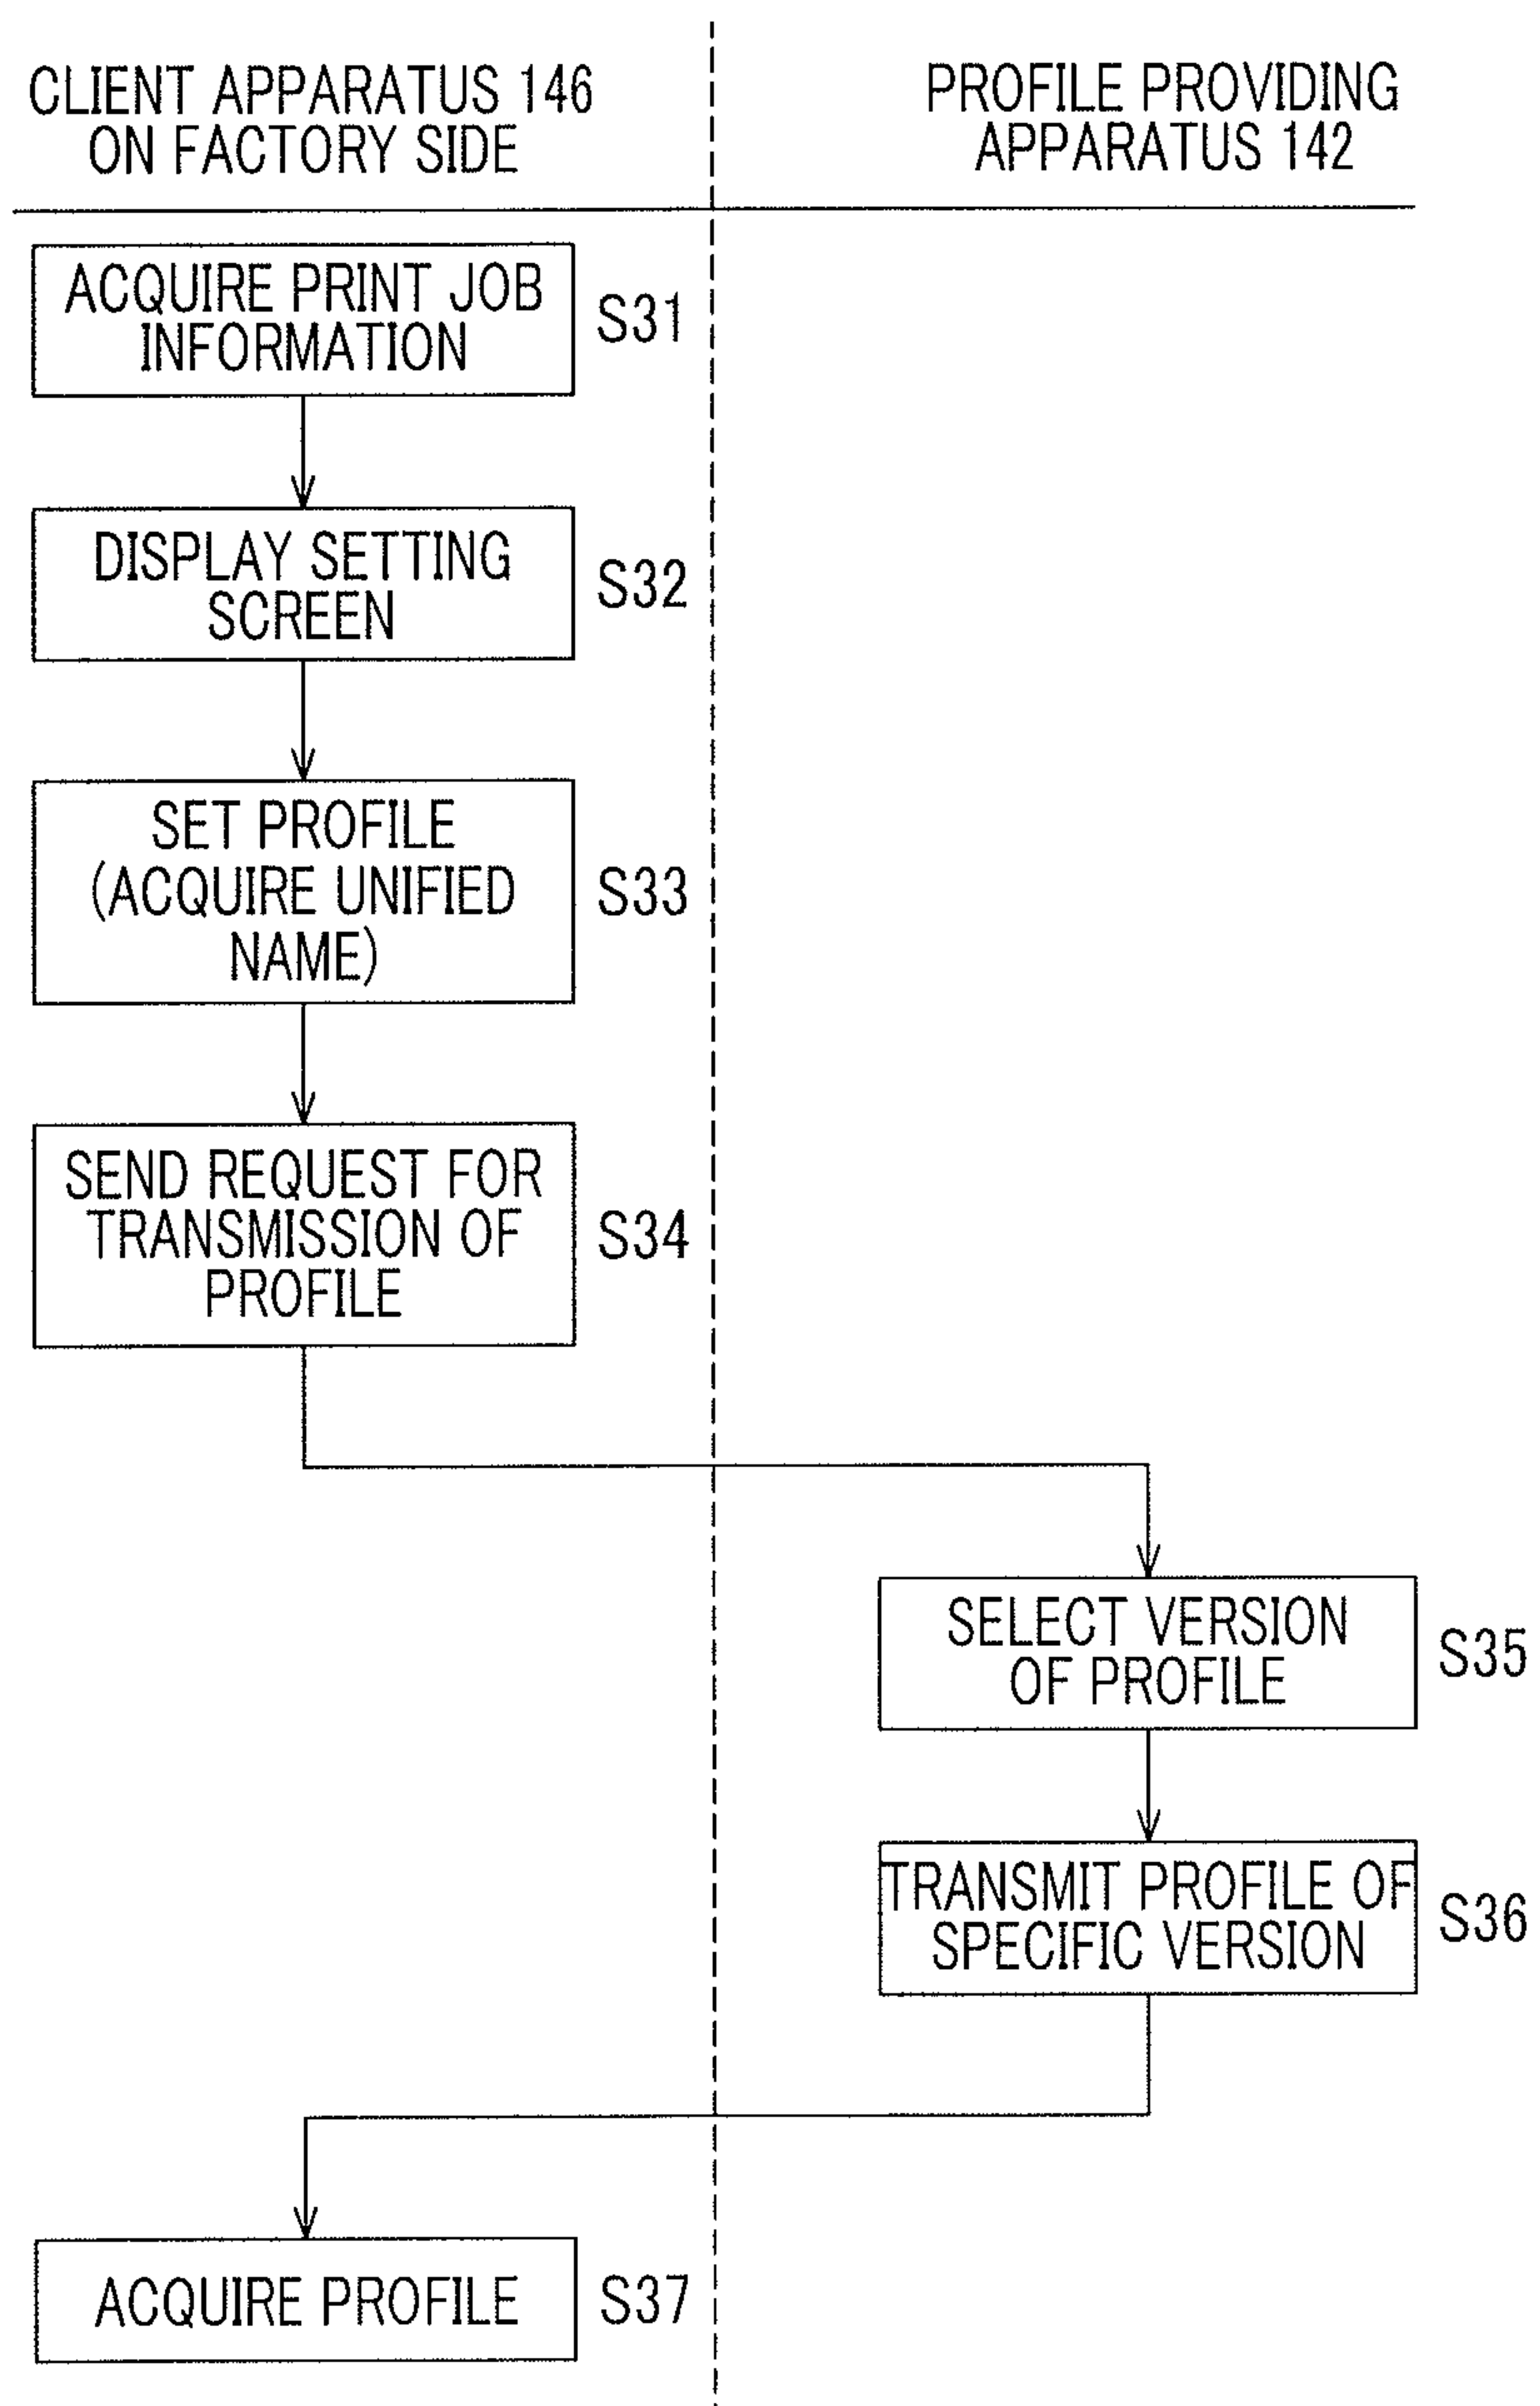 CLIENT APPARATUS 146
ON FACTORY SIDE
PROFILE PROVIDING
APPARATUS 142
ACQUIRE PRINT JOB
INFORMATION
S31
DISPLAY SETTING
SCREEN
S32
SET PROFILE
(ACQUIRE UNIFIED
NAME)
S33
SEND REQUEST FOR
TRANSMISSION OF
PROFILE
S34
SELECT VERSION
OF PROFILE
S35
TRANSMIT PROFILE OF
SPECIFIC VERSION
S36
ACQUIRE PROFILE
S37